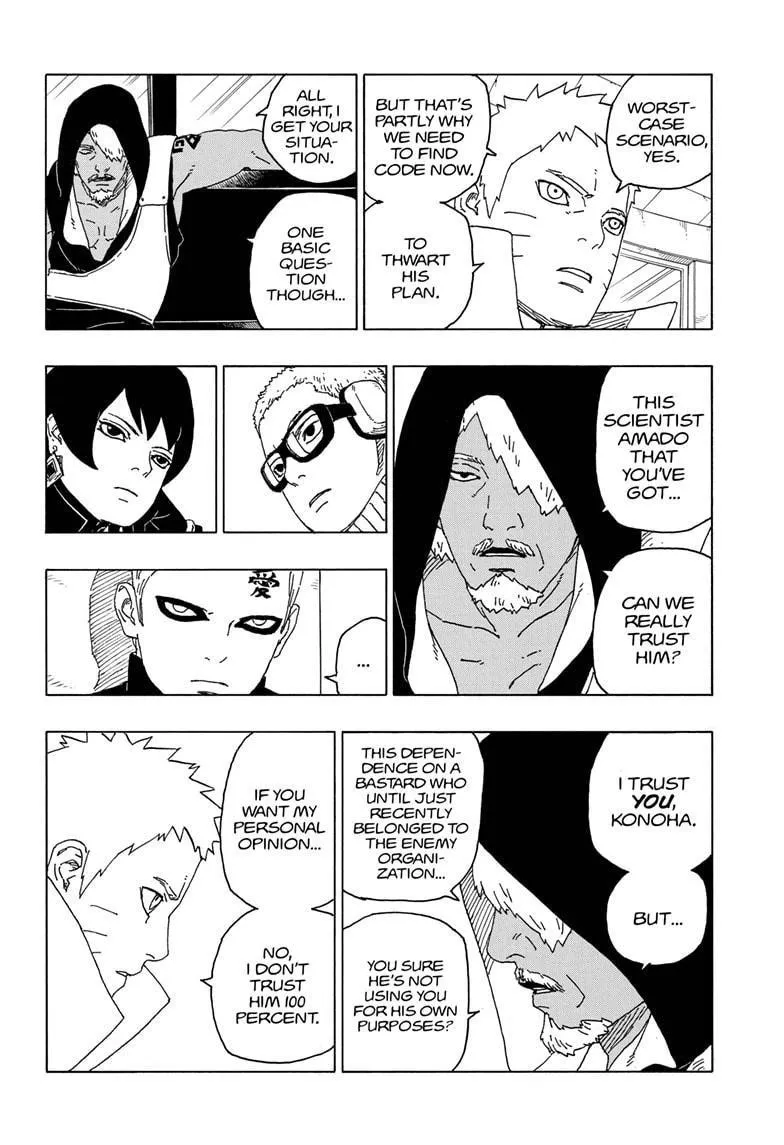 WORST-
CASE
SCENARIO,
YES.
BUT THAT'S
PARTLY WHY
WE NEED
TO FIND
CODE NOW.
TO
THWART
HIS
PLAN.
ALL
RIGHT, I
GET YOUR
SITUA-
TION.
ONE
BASIC
QUES-
TION
THOUGH...
THIS
SCIENTIST
AMADO
THAT
YOU'VE
GOT...
CAN WE
REALLY
TRUST
HIM?
愛
...
I TRUST
YOU,
KONOHA.
BUT...
THIS DEPEN-
DENCE ON A
BASTARD WHO
UNTIL JUST
RECENTLY
BELONGED TO
THE ENEMY
ORGANI-
ZATION...
YOU SURE
HE'S NOT
USING YOU
FOR HIS OWN
PURPOSES?
IF YOU
WANT MY
PERSONAL
OPINION...
NO,
I DON'T
TRUST
HIM 100
PERCENT.